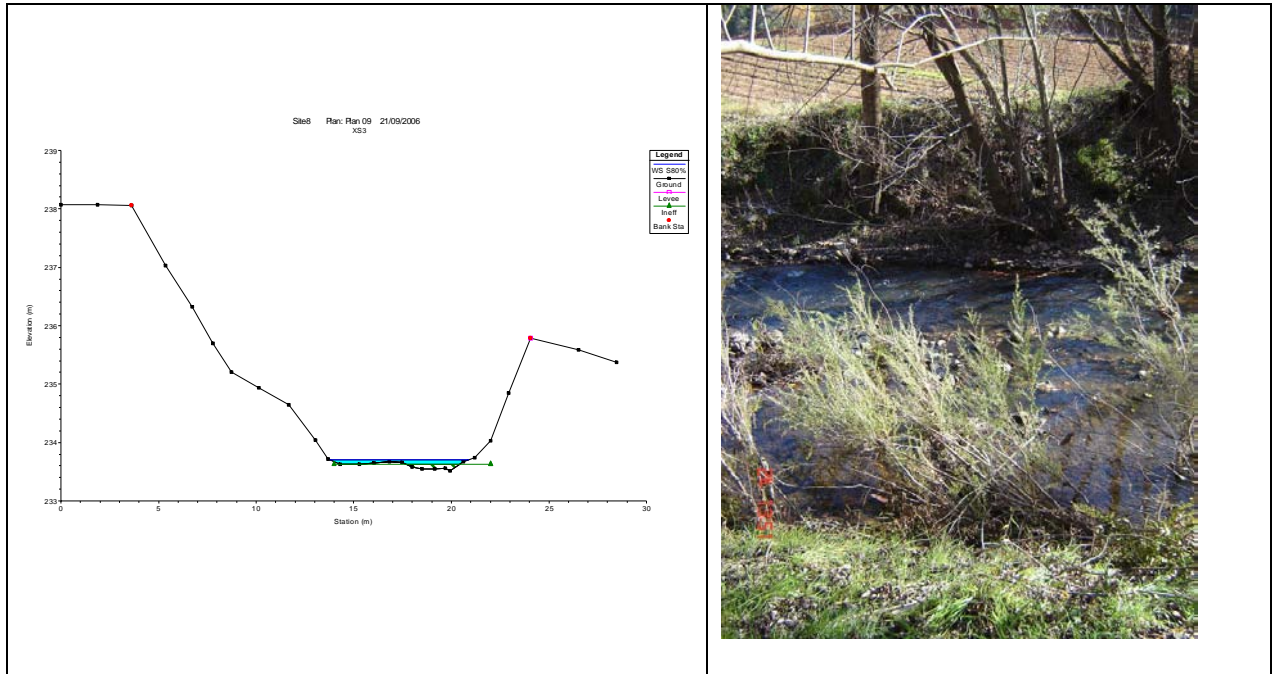 Site8 Plan: Plan 09 21/09/2006
XS3
239
238
237
236
235
234
233
Elevation (m)
0 5 10 15 20 25 30
Station (m)
Legend
WS S80%
Ground
Levee
Ineff
Bank Sta